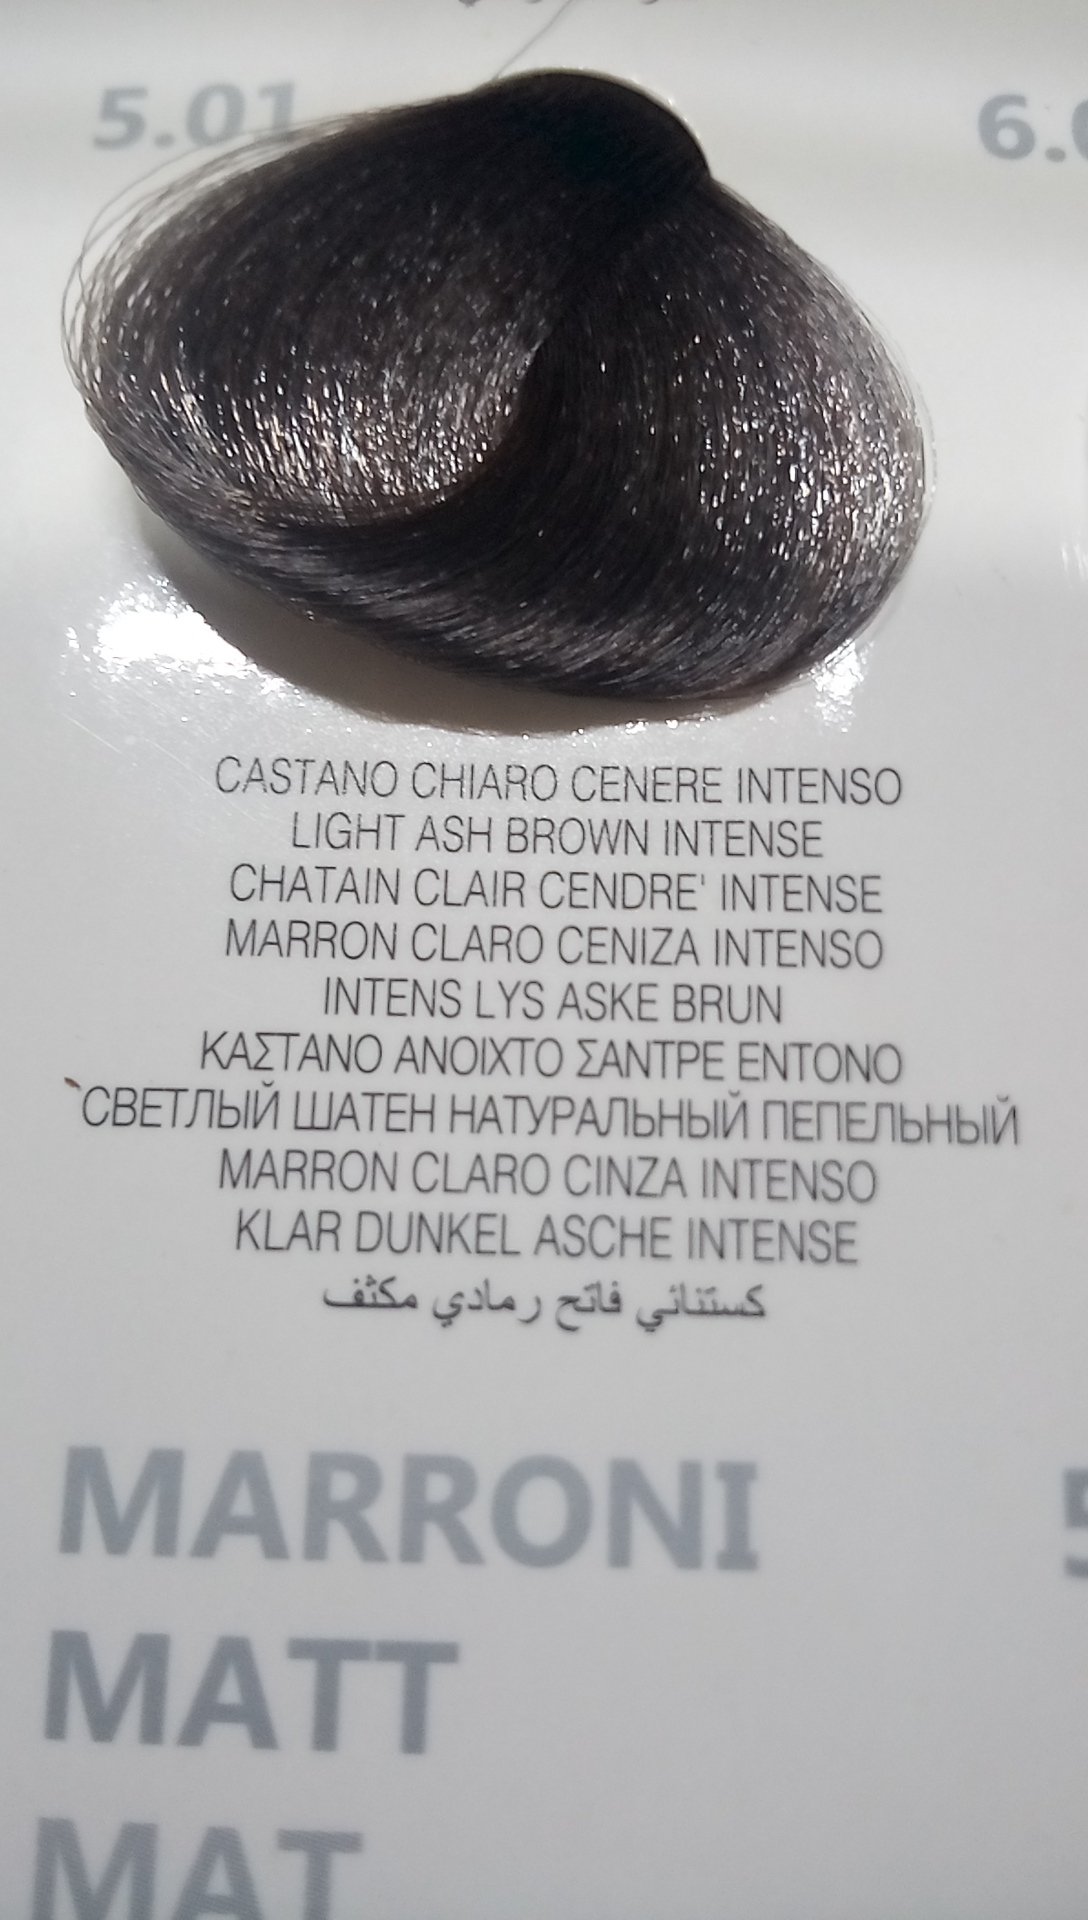 5.01
CASTANO CHIARO CENERE INTENSO
LIGHT ASH BROWN INTENSE
CHATAIN CLAIR CENDRE' INTENSE
MARRON CLARO CENIZA INTENSO
INTENS LYS ASKE BRUN
ΚΑΣΤΑΝΟ ΑΝΟΙΧΤΟ ΣΑΝΤΡΕ ΕΝΤΟΝΟ
СВЕТЛЫЙ ШАТЕН НАТУРАЛЬНЫЙ ПЕПЕЛЬНЫЙ
MARRON CLARO CINZA INTENSO
KLAR DUNKEL ASCHE INTENSE
كستنائي فاتح رمادي مكثف
MARRONI
MATT
MAT